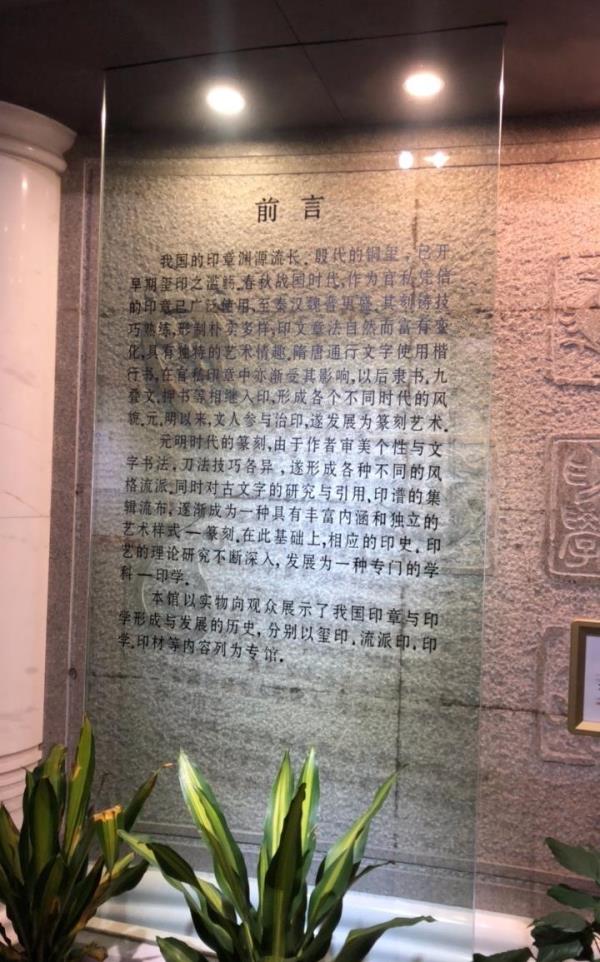 前言
我国的印章渊源流长.殷代的铜玺,已开
早期玺印之滥觞.春秋战国时代,作为官私凭信
的印章已广泛使用,至秦汉魏晋更盛.其刻铸技
巧熟练,形制朴实多样,印文章法自然而富有变
化,具有独特的艺术情趣.隋唐通行文字使用楷
行书,在官私印章中亦渐受其影响,以后隶书.九
叠文.押书等相继入印,形成各个不同时代的风
貌.元.明以来,文人参与治印,遂发展为篆刻艺术.
元明时代的篆刻,由于作者审美个性与文
字书法,刀法技巧各异,遂形成各种不同的风
格流派.同时对古文字的研究与引用.印谱的集
辑流布,逐渐成为一种具有丰富内涵和独立的
艺术样式—篆刻.在此基础上,相应的印史.印
艺的理论研究不断深入,发展为一种专门的学
科—印学.
本馆以实物向观众展示了我国印章与印
学形成与发展的历史,分别以玺印.流派印.印
学.印材等内容列为专馆.
学